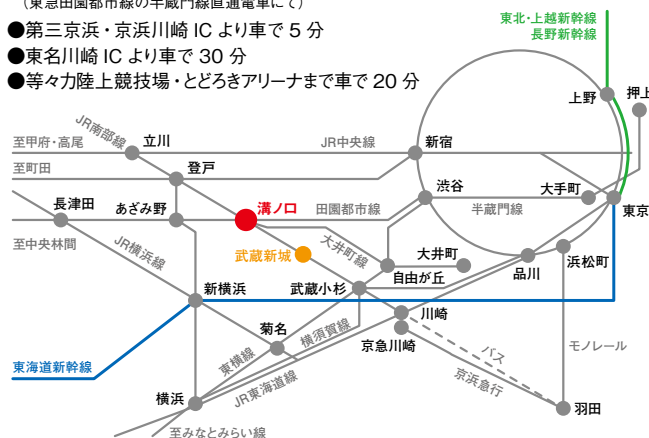 （東急田園都市線の半蔵門線直通電車にて）
●第三京浜・京浜川崎 IC より車で 5 分
●東名川崎 IC より車で 30 分
●等々力陸上競技場・とどろきアリーナまで車で 20 分
東北・上越新幹線
長野新幹線
上野
押上
JR南部線
至甲府・高尾
立川
JR中央線
新宿
至町田
登戸
渋谷
大手町
長津田
あざみ野
溝ノ口
田園都市線
半蔵門線
東京
至中央林間
JR横浜線
武蔵新城
大井町線
大井町
自由が丘
品川
浜松町
新横浜
武蔵小杉
川崎
菊名
横須賀線
京急川崎
バス
モノレール
東海道新幹線
東横線
JR東海道線
京浜急行
横浜
羽田
至みなとみらい線